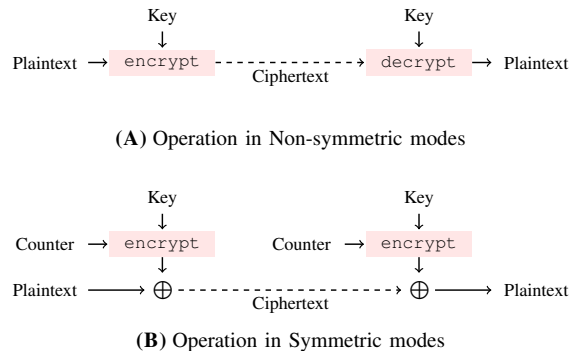 Key Key
Plaintext encrypt Ciphertext decrypt Plaintext
(A) Operation in Non-symmetric modes
Key Key
Counter encrypt Counter encrypt
Plaintext Ciphertext Plaintext
(B) Operation in Symmetric modes